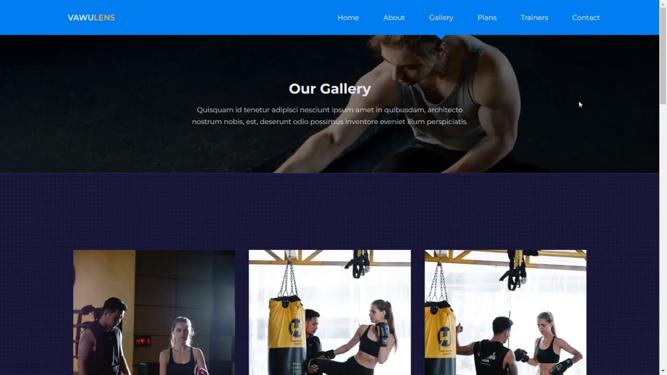 VAWULENS
Home About Gallery Plans Trainers Contact
Our Gallery
Quisquam id tenetur adipisci nesciunt ipsum amet in quibusdam, architecto
nostrum nobis, est, deserunt odio possimus inventore eveniet illum perspiciatis.